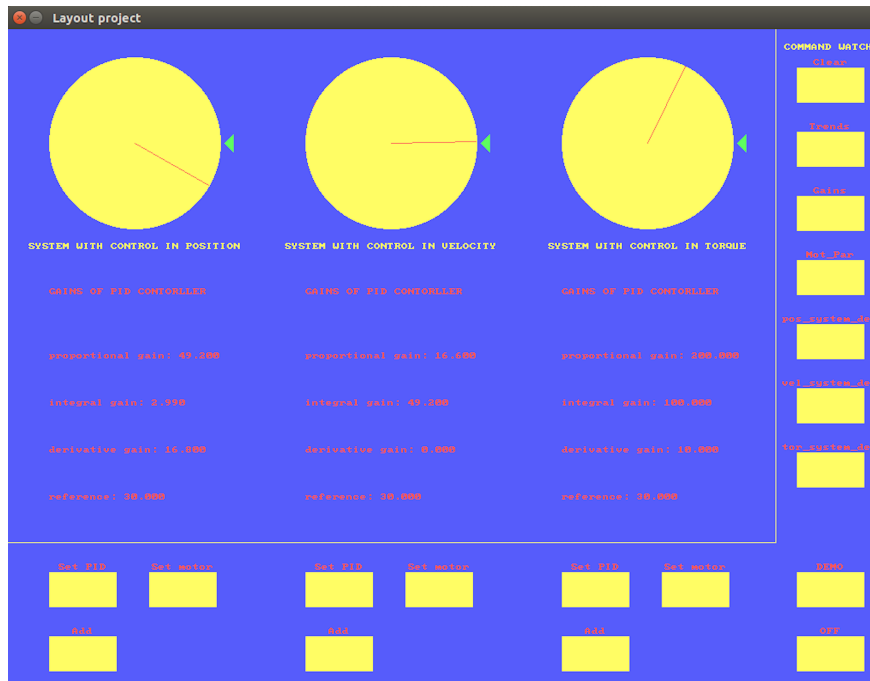 Layout project
COMMAND WATCH
Clear
Trends
Gains
Mot_Par
pos_system_de
vel_system_de
tor_system_de
SYSTEM WITH CONTROL IN POSITION
GAINS OF PID CONTORLLER
proportional gain: 49.200
integral gain: 2.990
derivative gain: 16.800
reference: 30.000
SYSTEM WITH CONTROL IN VELOCITY
GAINS OF PID CONTORLLER
proportional gain: 16.600
integral gain: 49.200
derivative gain: 0.000
reference: 30.000
SYSTEM WITH CONTROL IN TORQUE
GAINS OF PID CONTORLLER
proportional gain: 200.000
integral gain: 100.000
derivative gain: 10.000
reference: 30.000
Set PID Set motor Set PID Set motor Set PID Set motor DEMO
Add Add Add OFF